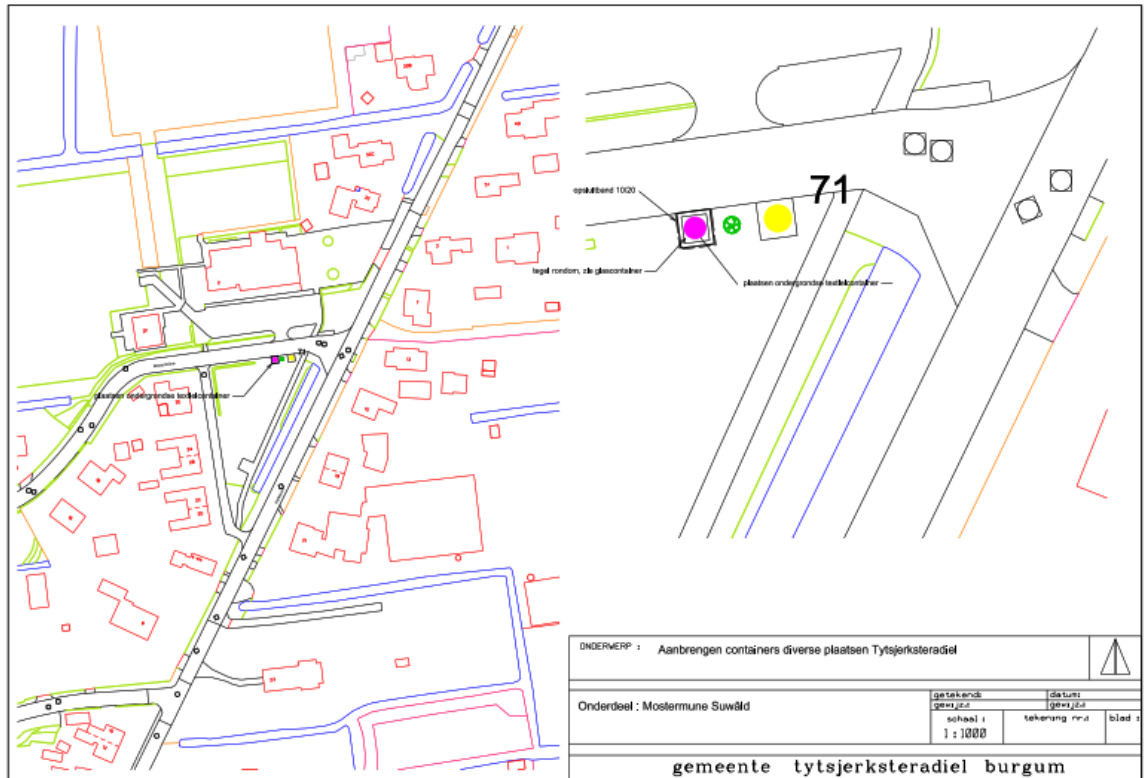 71
opsluitband 10/20
tegel rondom, zie glascontainer
plaatsen ondergrondse textielcontainer
71
plaatsen ondergrondse textielcontainer
ONDERWERP : Aanbrengen containers diverse plaatsen Tytsjerksteradiel
Onderdeel : Mostermune Suwâld
getekend: datum:
gewijzd gewijzd
schaal : tekening nr.: blad :
1 : 1000
gemeente tytsjerksteradiel burgum